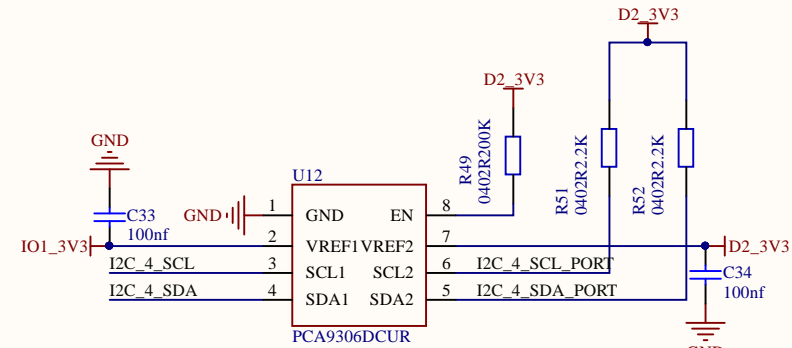 D2_3V3
D2_3V3
GND
R49
0402R200K
R51
0402R2.2K
R52
0402R2.2K
U12
C33
100nf
GND
1
GND
EN
8
IO1_3V3
2
VREF1
VREF2
7
D2_3V3
I2C_4_SCL
3
SCL1
SCL2
6
I2C_4_SCL_PORT
C34
100nf
I2C_4_SDA
4
SDA1
SDA2
5
I2C_4_SDA_PORT
PCA9306DCUR